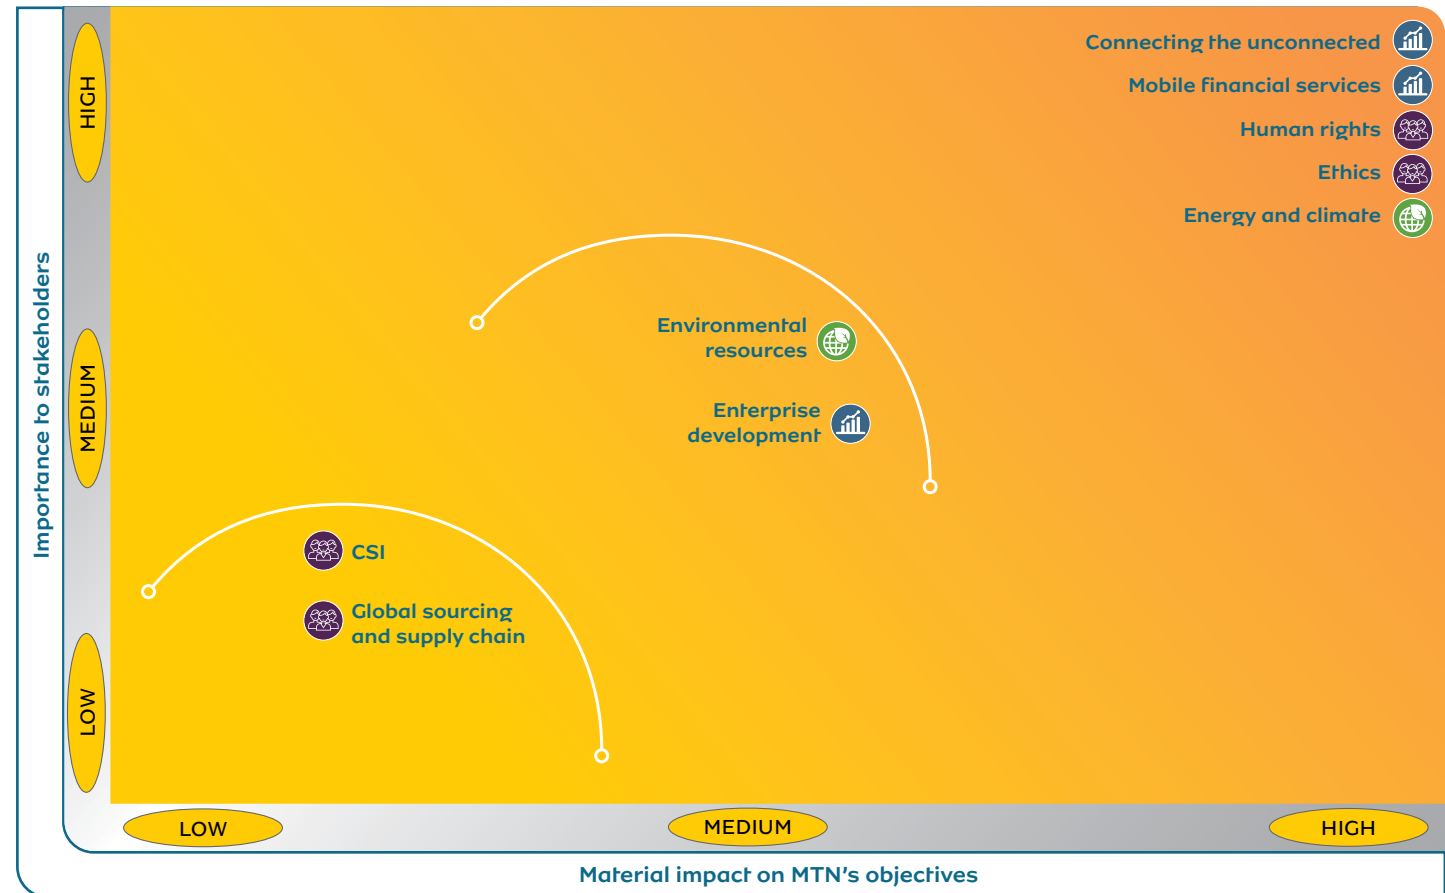 Connecting the unconnected
Mobile financial services
Human rights
Ethics
Energy and climate
HIGH
MEDIUM
LOW
Importance to stakeholders
Environmental
resources
Enterprise
development
CSI
Global sourcing
and supply chain
LOW
MEDIUM
HIGH
Material impact on MTN's objectives